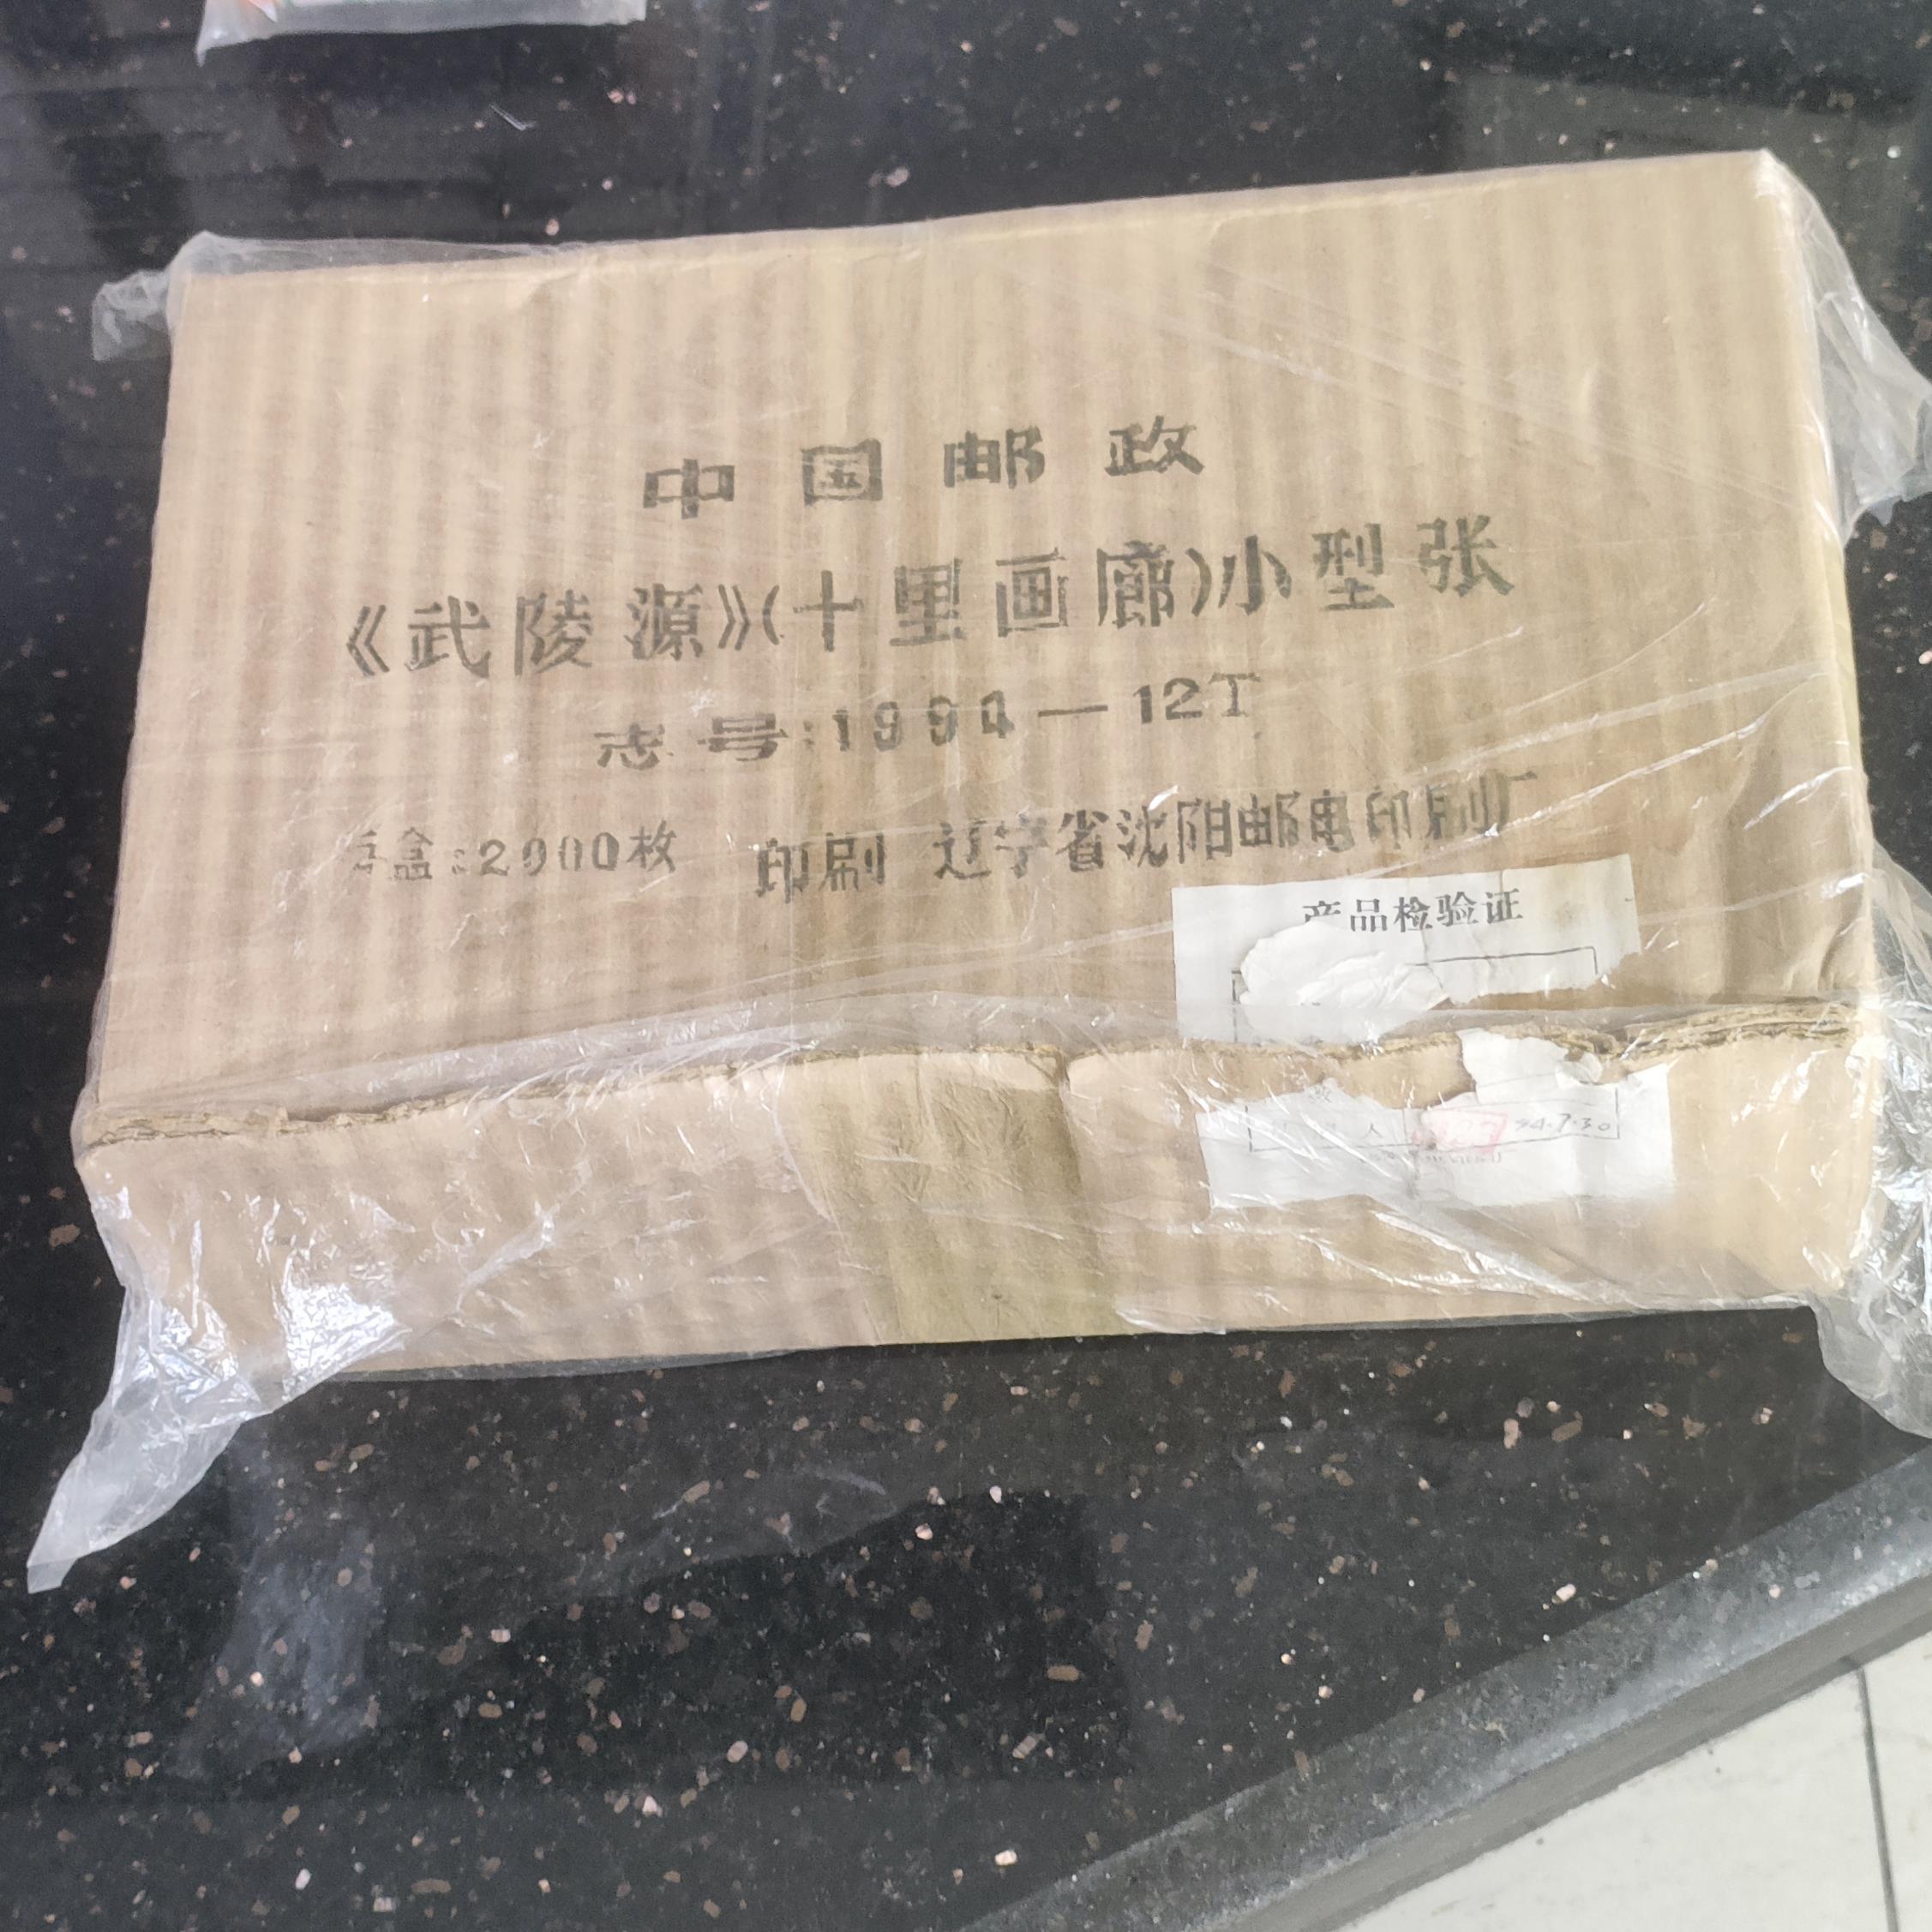 中国邮政
《武陵源》(十里画廊)小型张
志号:1994—12T
每盒:2000枚 印刷 辽宁省沈阳邮电印刷厂
产品检验证
人 94.7.30